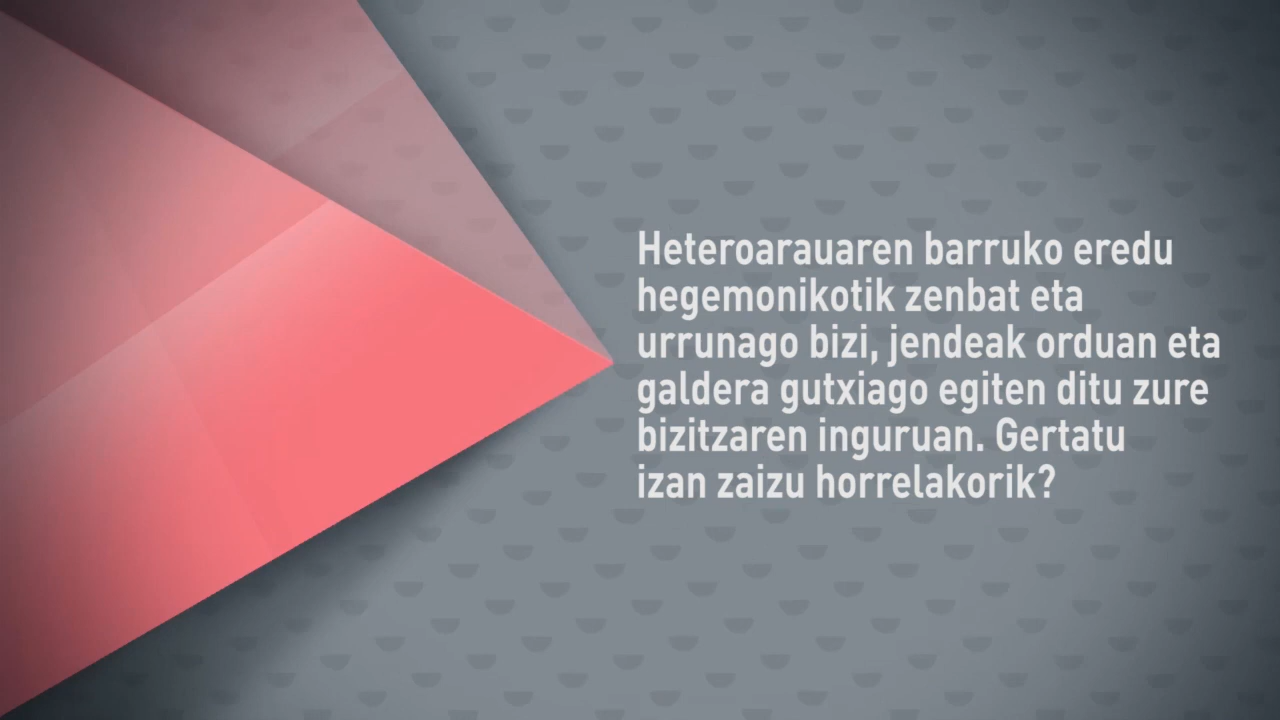 Heteroarauaren barruko eredu
hegemonikotik zenbat eta
urrunago bizi, jendeak orduan eta
galdera gutxiago egiten ditu zure
bizitzaren inguruan. Gertatu
izan zaizu horrelakorik?